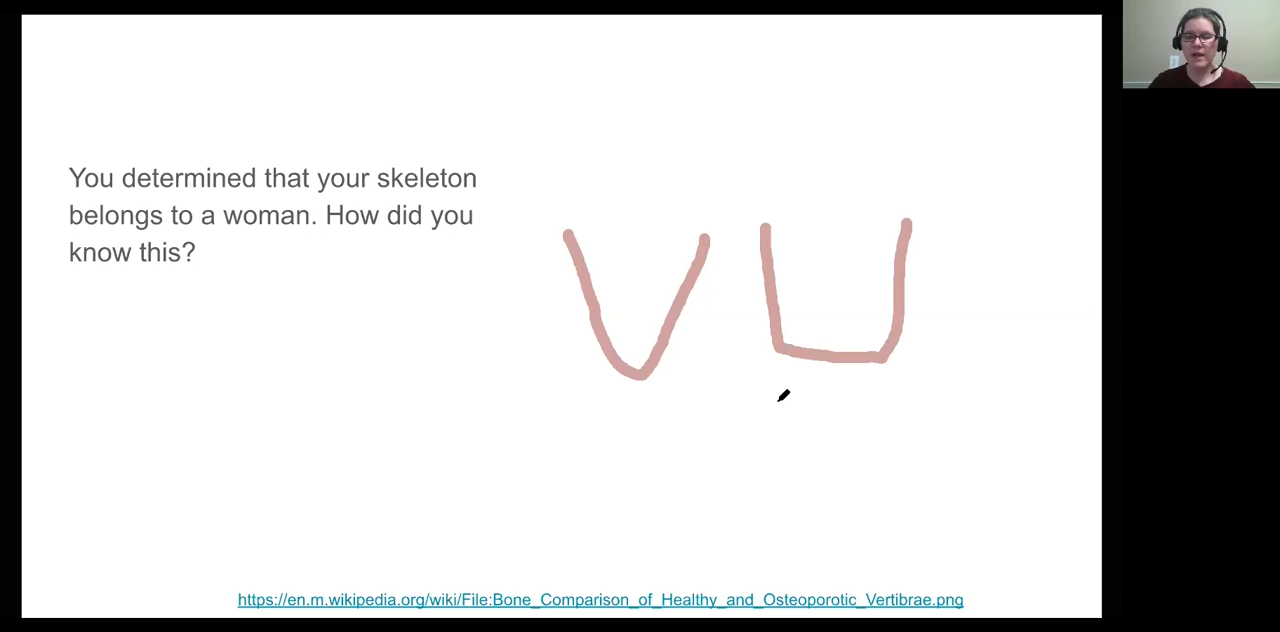 You determined that your skeleton
belongs to a woman. How did you
know this?
https://en.m.wikipedia.org/wiki/File:Bone_Comparison_of_Healthy_and_Osteoporotic_Vertibrae.png